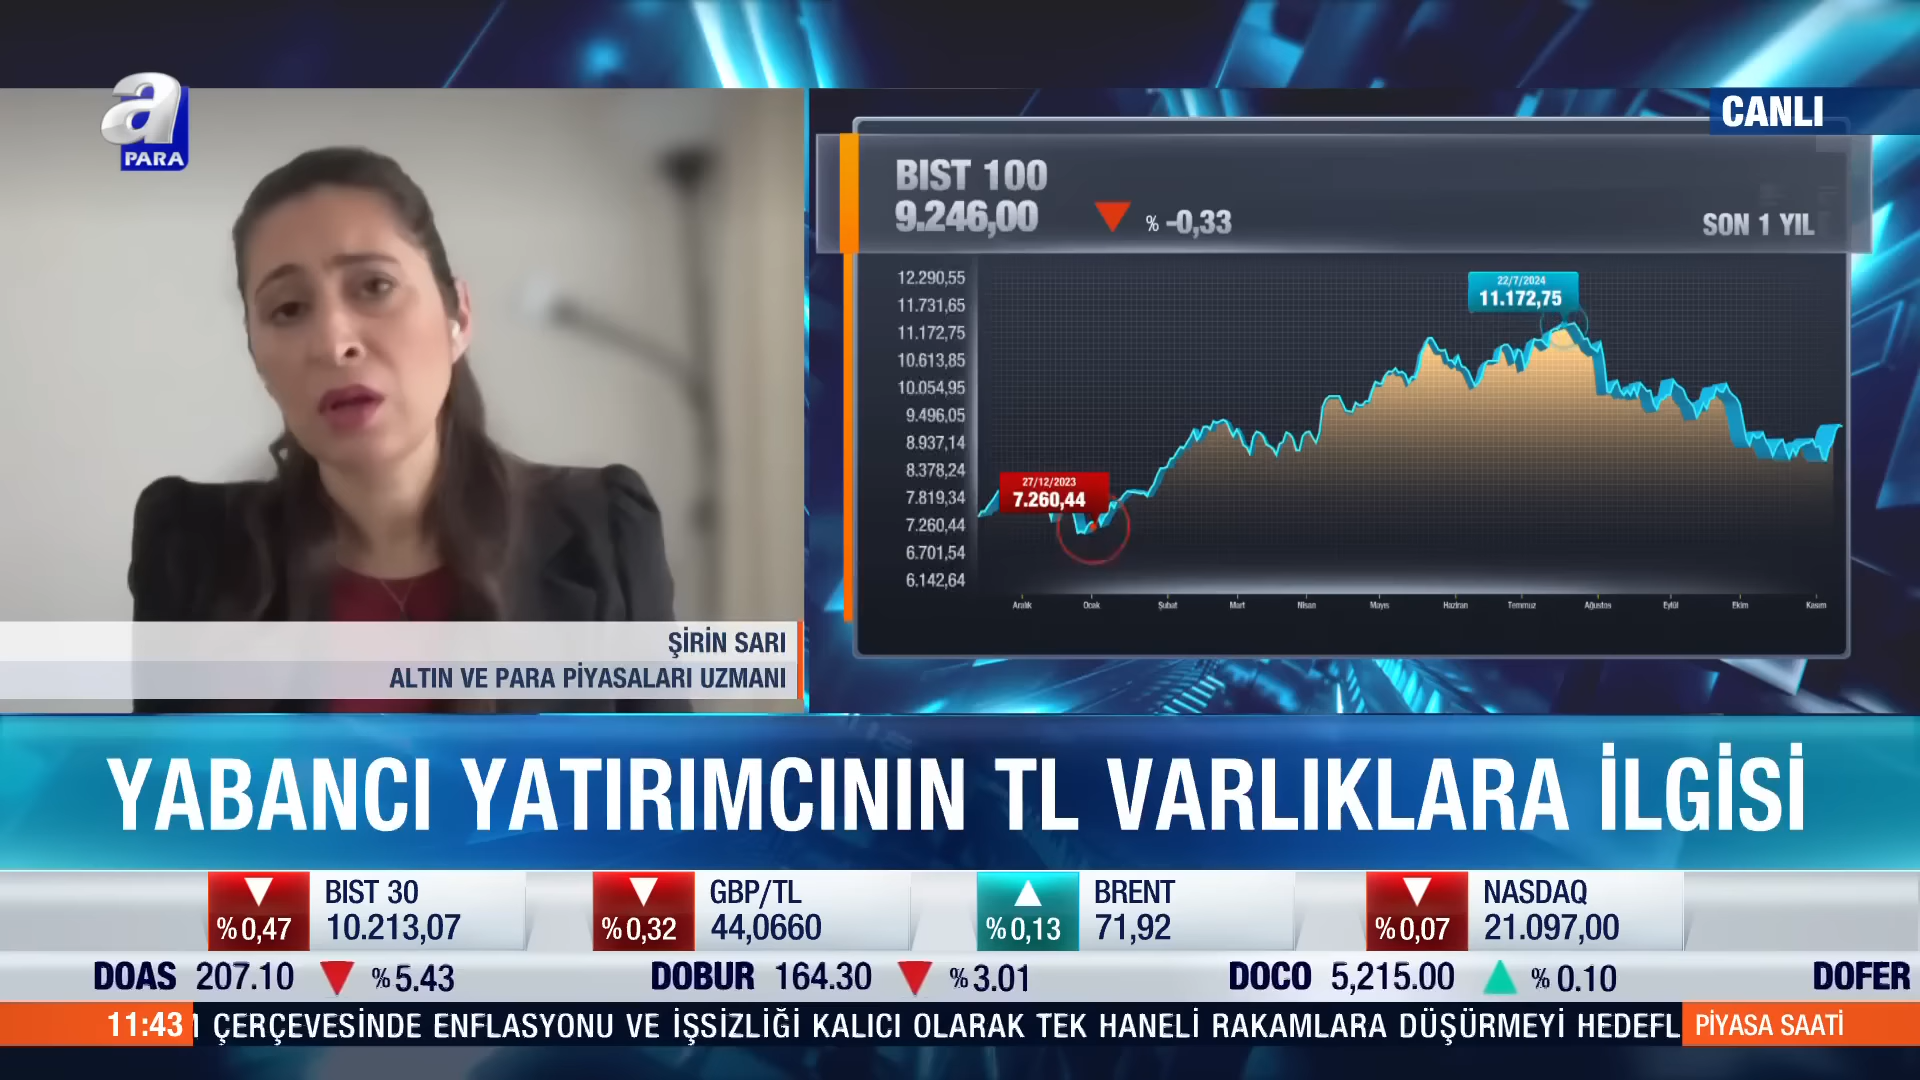 a
PARA
CANLI
BIST 100
9.246,00
% -0,33
SON 1 YIL
12.290,55
11.731,65
11.172,75
10.613,85
10.054,95
9.496,05
8.937,14
8.378,24
7.819,34
7.260,44
6.701,54
6.142,64
22/7/2024
11.172,75
27/12/2023
7.260,44
Aralık Ocak Şubat Mart Nisan Mayıs Haziran Temmuz Ağustos Eylül Ekim Kasım
ŞİRİN SARI
ALTIN VE PARA PİYASALARI UZMANI
YABANCI YATIRIMCININ TL VARLIKLARA İLGİSİ
%0,47 BIST 30 10.213,07
%0,32 GBP/TL 44,0660
%0,13 BRENT 71,92
%0,07 NASDAQ 21.097,00
DOAS 207.10 %5.43 DOBUR 164.30 %3.01 DOCO 5,215.00 %0.10 DOFER
11:43 ÇERÇEVESİNDE ENFLASYONU VE İŞSİZLİĞİ KALICI OLARAK TEK HANELİ RAKAMLARA DÜŞÜRMEYİ HEDEFL PİYASA SAATİ